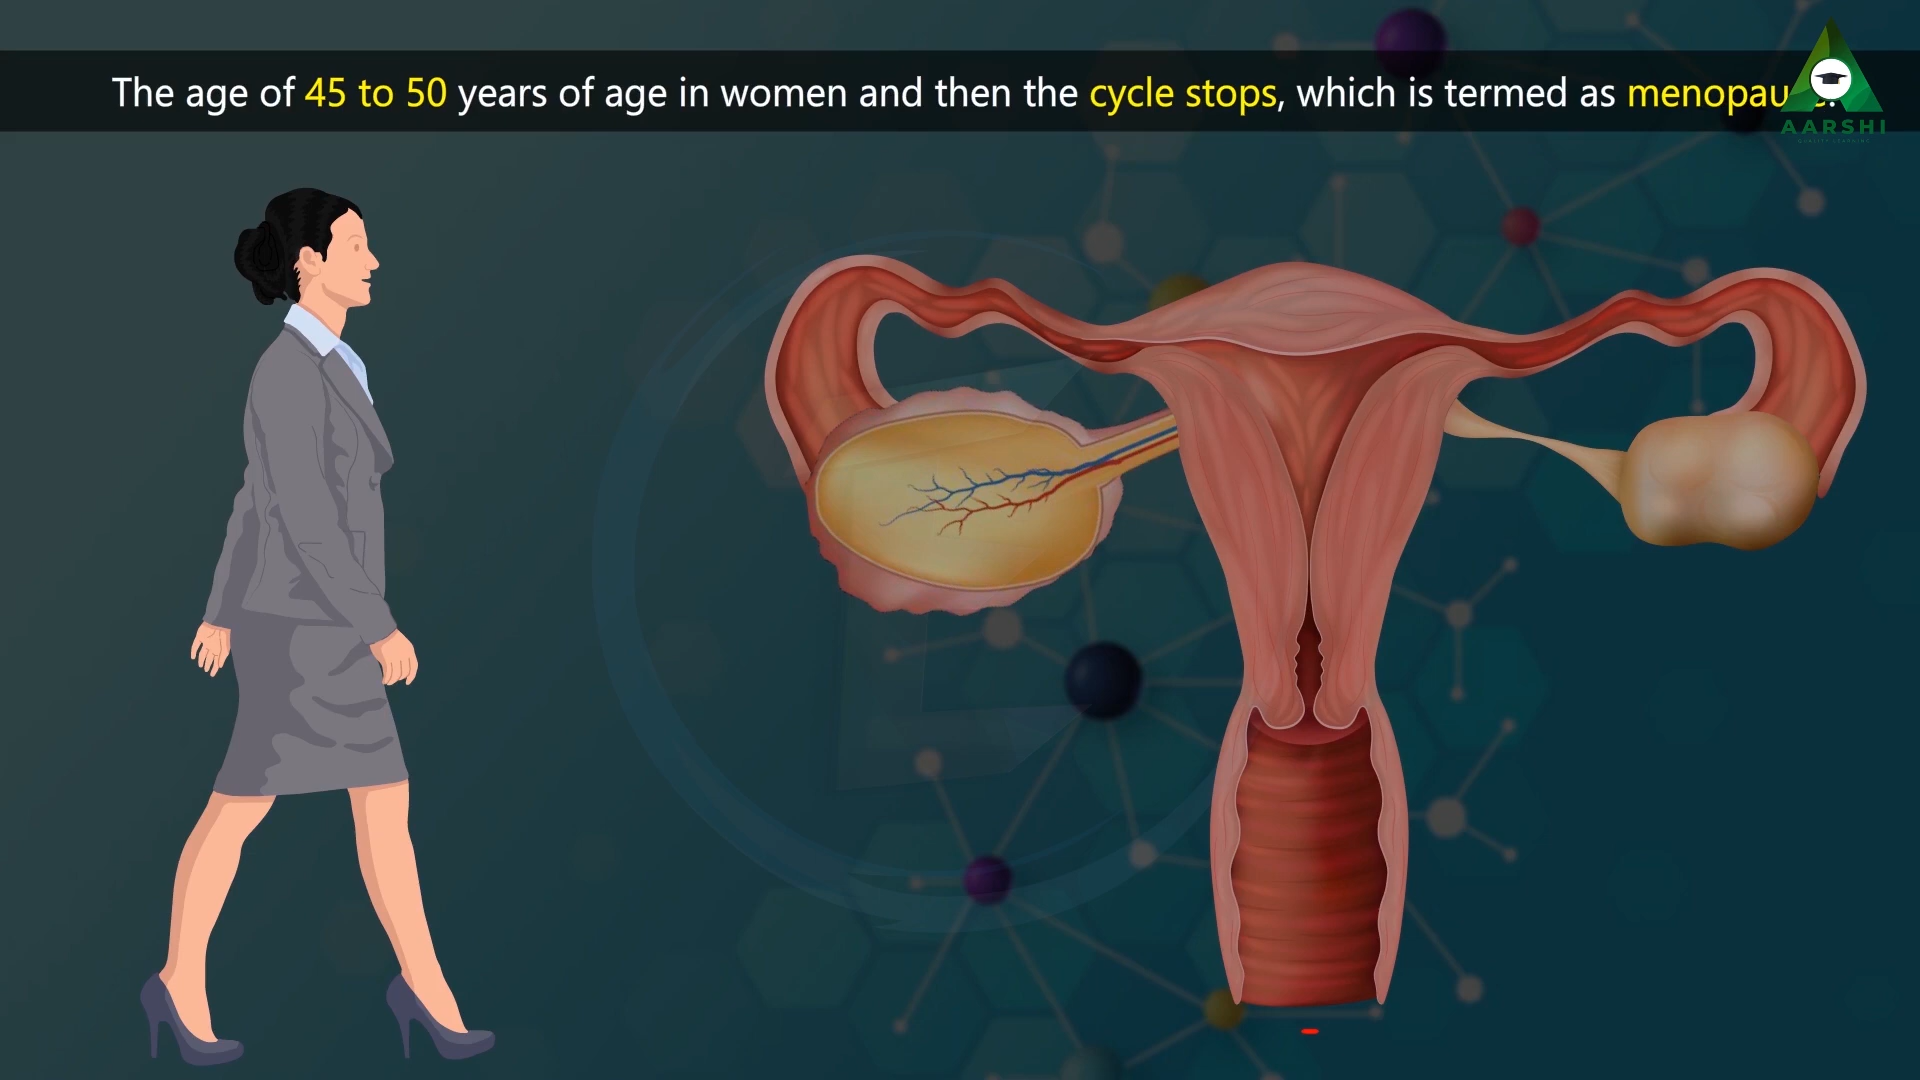 The age of 45 to 50 years of age in women and then the cycle stops, which is termed as
AARSHI